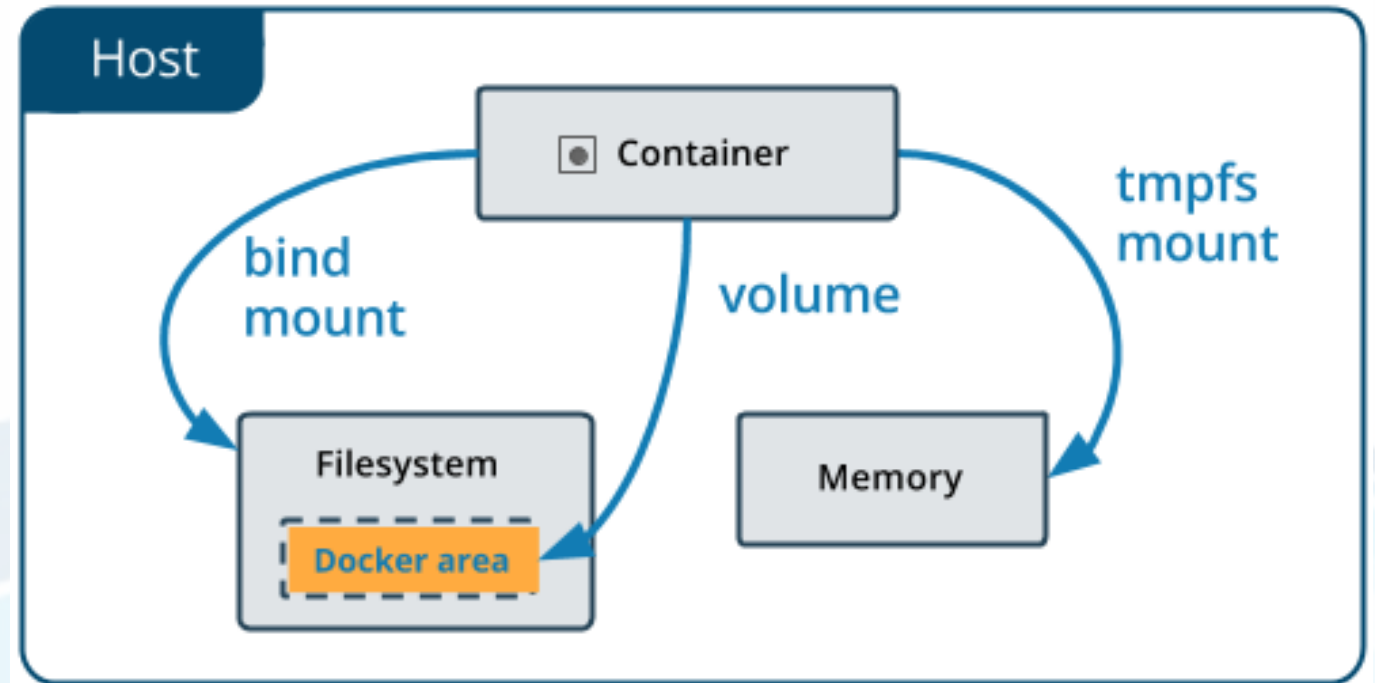 Host
Container
tmpfs
mount
bind
mount
volume
Filesystem
Memory
Docker area